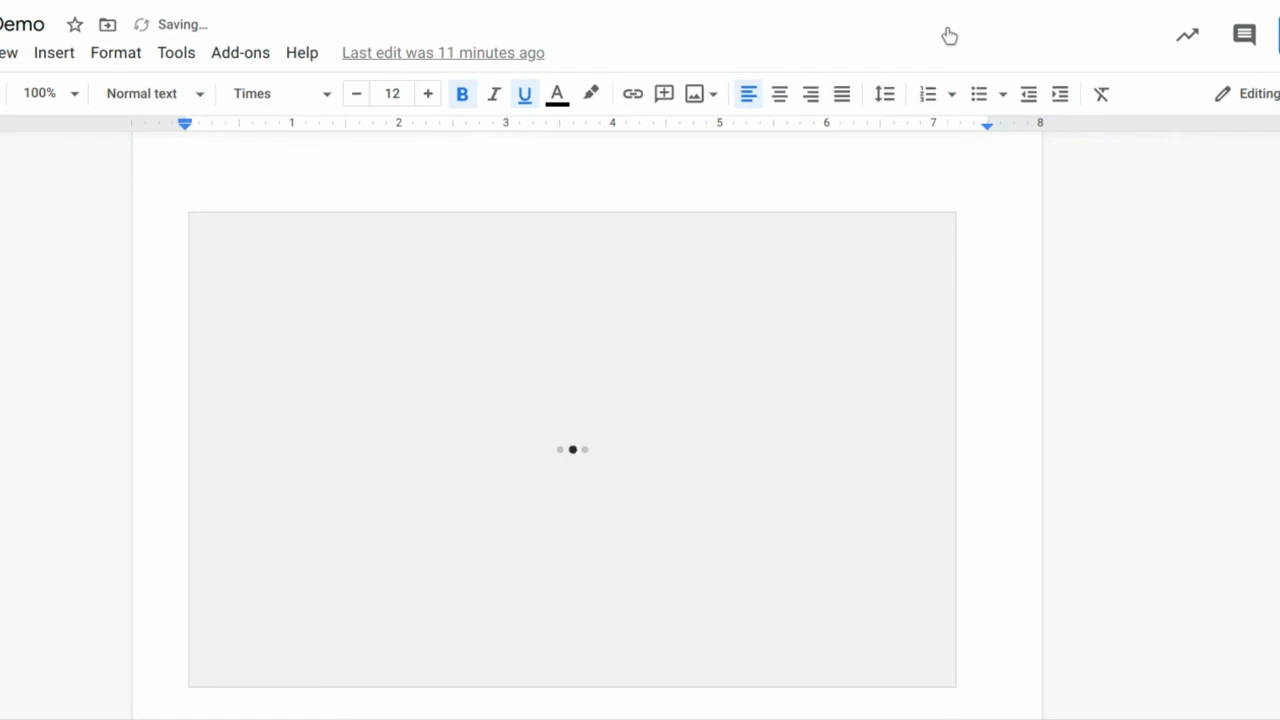 Demo Saving...
ew Insert Format Tools Add-ons Help Last edit was 11 minutes ago
100% Normal text Times − 12 + B I U A Editing
1 2 3 4 5 6 7 8